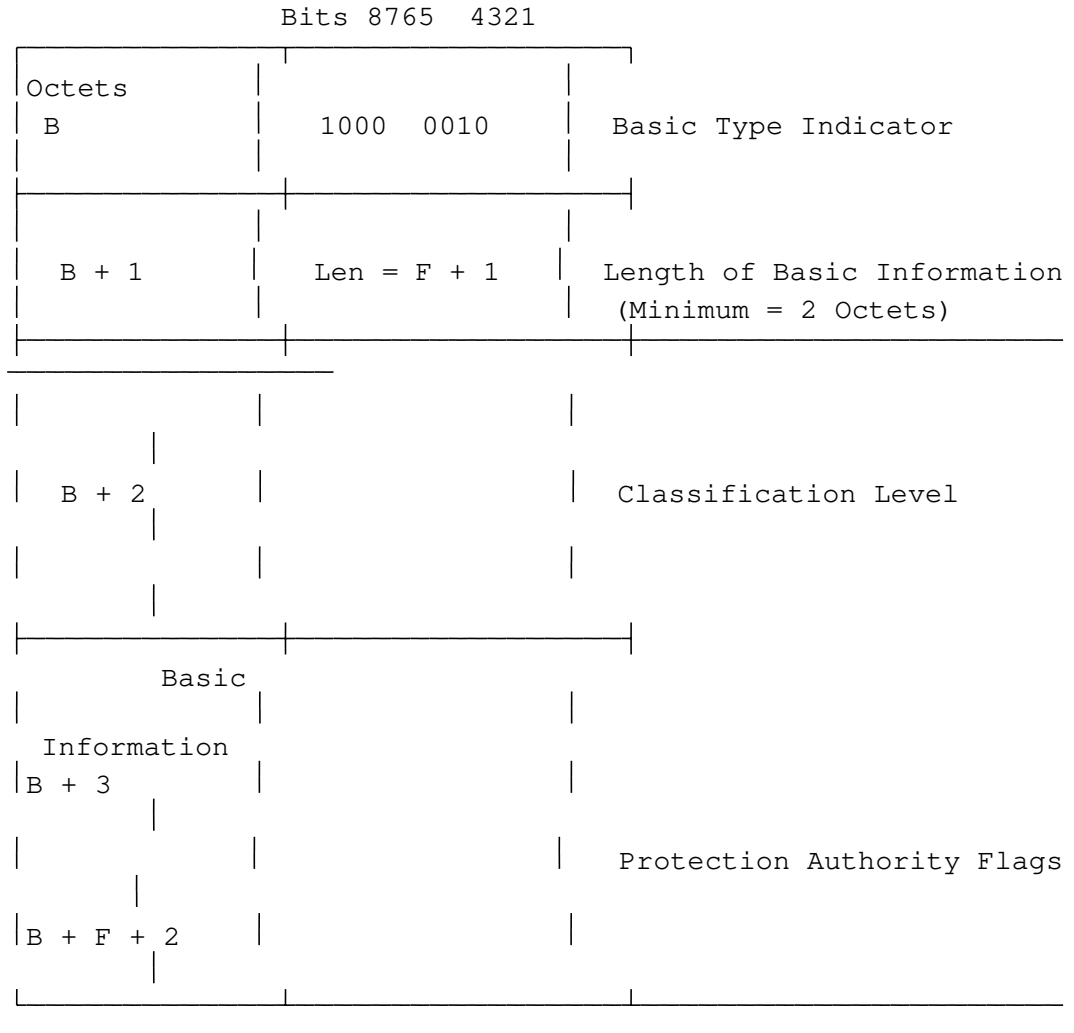 Bits 8765 4321
Octets
B 1000 0010 Basic Type Indicator
B + 1 Len = F + 1 Length of Basic Information
(Minimum = 2 Octets)
B + 2 Classification Level
Basic
Information
B + 3
Protection Authority Flags
B + F + 2